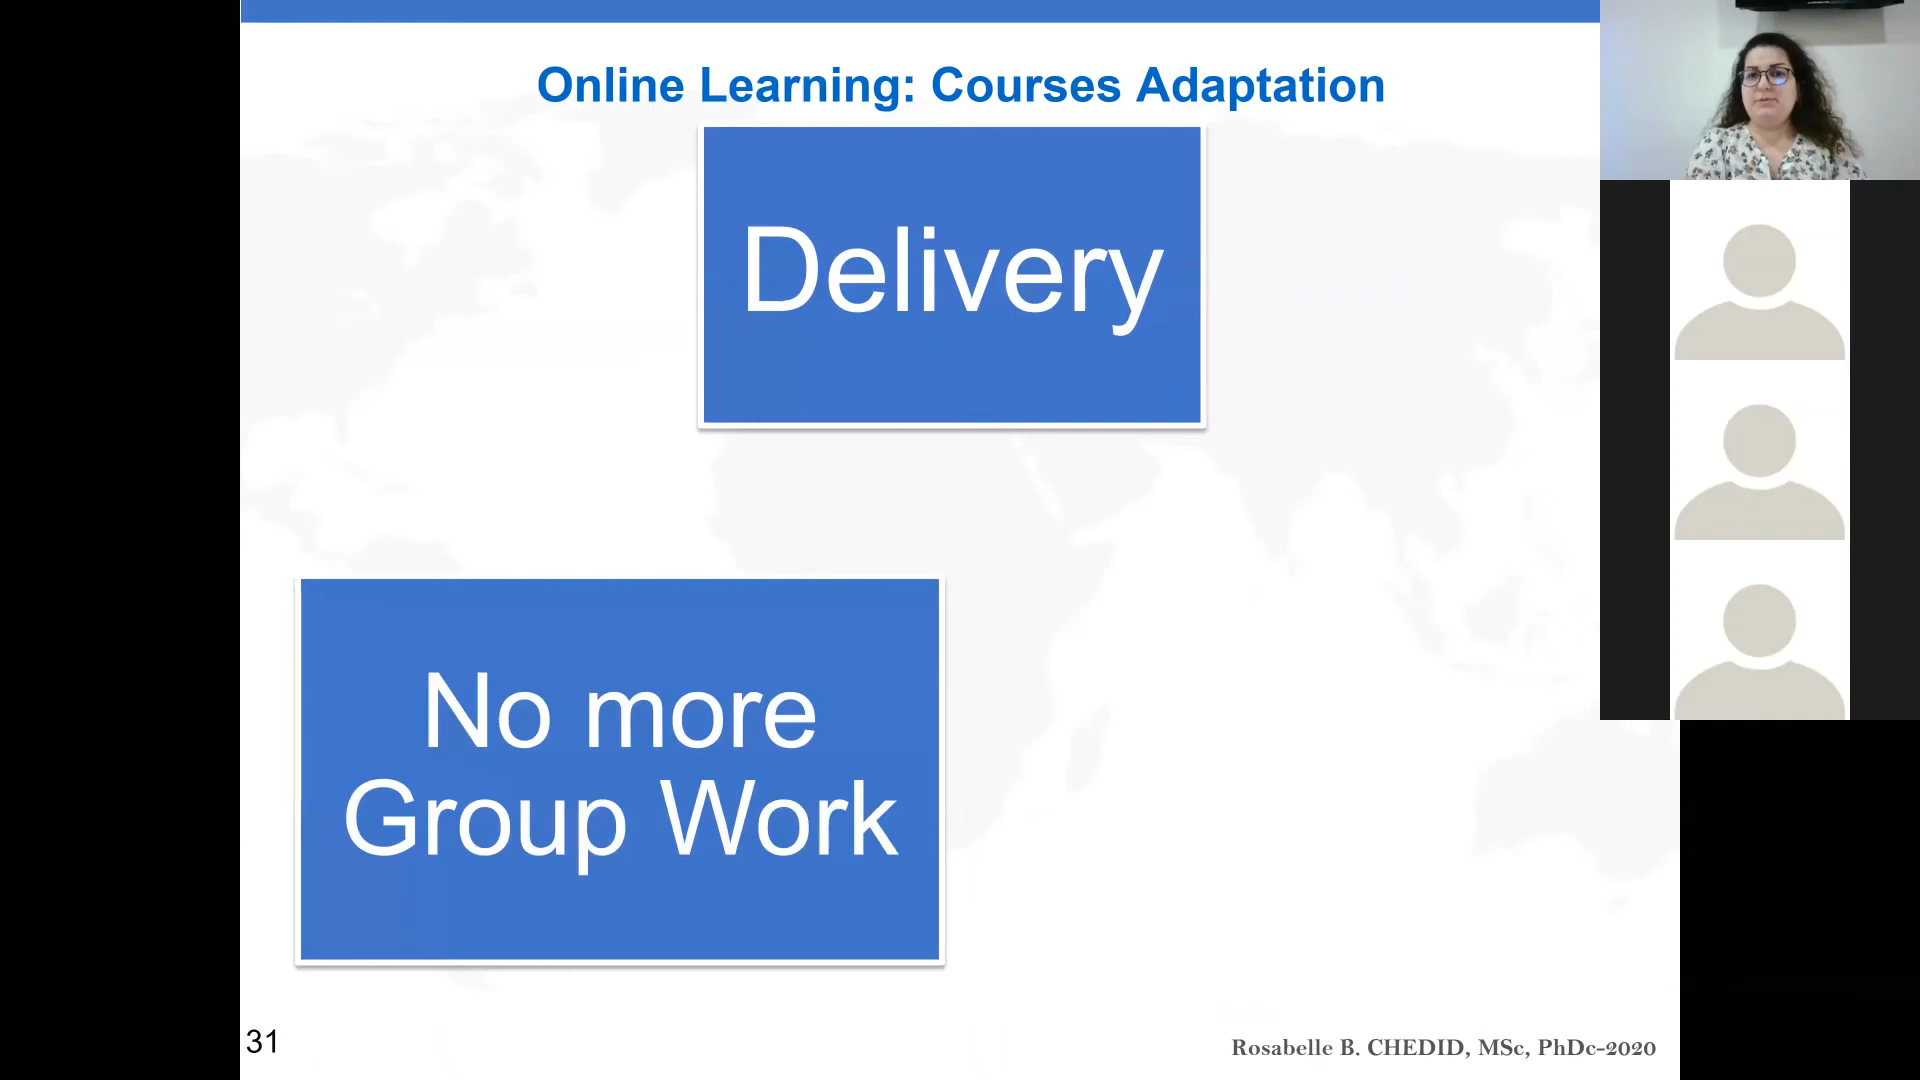 Online Learning: Courses Adaptation
Delivery
No more
Group Work
31
Rosabelle B. CHEDID, MSc, PhDc-2020